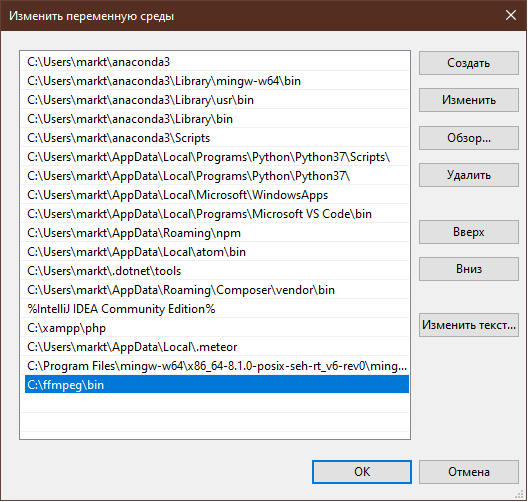 Изменить переменную среды
C:\Users\markt\anaconda3
C:\Users\markt\anaconda3\Library\mingw-w64\bin
C:\Users\markt\anaconda3\Library\usr\bin
C:\Users\markt\anaconda3\Library\bin
C:\Users\markt\anaconda3\Scripts
C:\Users\markt\AppData\Local\Programs\Python\Python37\Scripts\
C:\Users\markt\AppData\Local\Programs\Python\Python37\
C:\Users\markt\AppData\Local\Microsoft\WindowsApps
C:\Users\markt\AppData\Local\Programs\Microsoft VS Code\bin
C:\Users\markt\AppData\Roaming\npm
C:\Users\markt\AppData\Local\atom\bin
C:\Users\markt\.dotnet\tools
C:\Users\markt\AppData\Roaming\Composer\vendor\bin
%IntelliJ IDEA Community Edition%
C:\xampp\php
C:\Users\markt\AppData\Local\.meteor
C:\Program Files\mingw-w64\x86_64-8.1.0-posix-seh-rt_v6-rev0\ming...
C:\ffmpeg\bin
Создать
Изменить
Обзор...
Удалить
Вверх
Вниз
Изменить текст...
ОК
Отмена